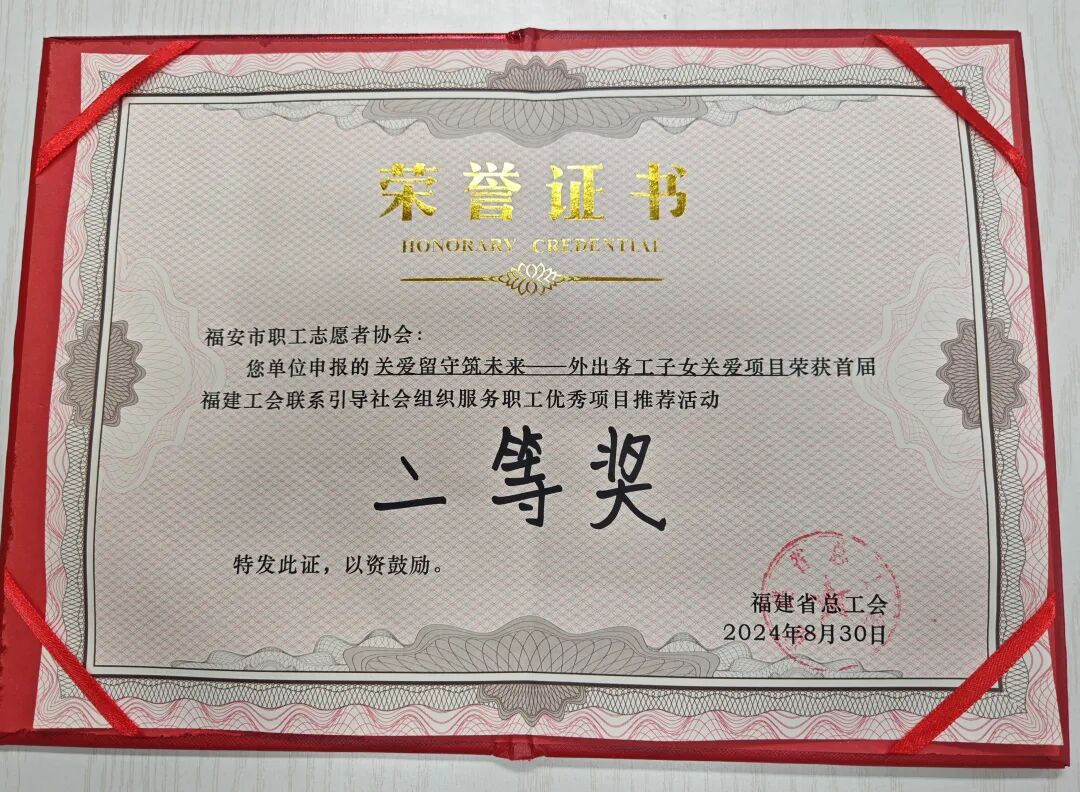 荣誉证书
HONORARY CREDENTIAL
福安市职工志愿者协会：
您单位申报的关爱留守筑未来——外出务工子女关爱项目荣获首届
福建工会联系引导社会组织服务职工优秀项目推荐活动
二等奖
特发此证，以资鼓励。
福建省总工会
2024年8月30日